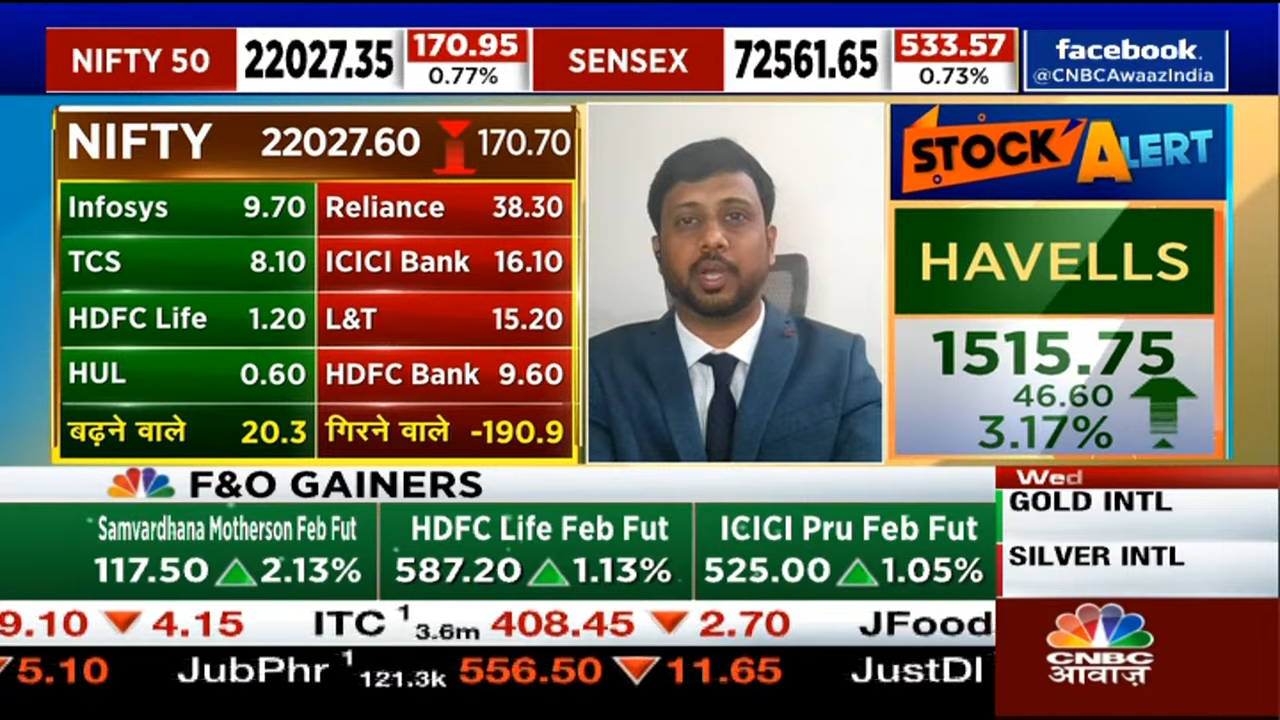 NIFTY 50 22027.35 170.95 0.77% SENSEX 72561.65 533.57 0.73% facebook.
@CNBCAwaazIndia
NIFTY 22027.60 170.70
Infosys 9.70 Reliance 38.30
TCS 8.10 ICICI Bank 16.10
HDFC Life 1.20 L&T 15.20
HUL 0.60 HDFC Bank 9.60
बढ़ने वाले 20.3 गिरने वाले -190.9
STOCK ALERT
HAVELLS
1515.75
46.60
3.17%
F&O GAINERS
Samvardhana Motherson Feb Fut HDFC Life Feb Fut ICICI Pru Feb Fut
117.50 2.13% 587.20 1.13% 525.00 1.05%
Wed
GOLD INTL
SILVER INTL
9.10 4.15 ITC 1 3.6m 408.45 2.70 JFood
5.10 JubPhr 1 121.3k 556.50 11.65 JustDI
CNBC
आवाज़